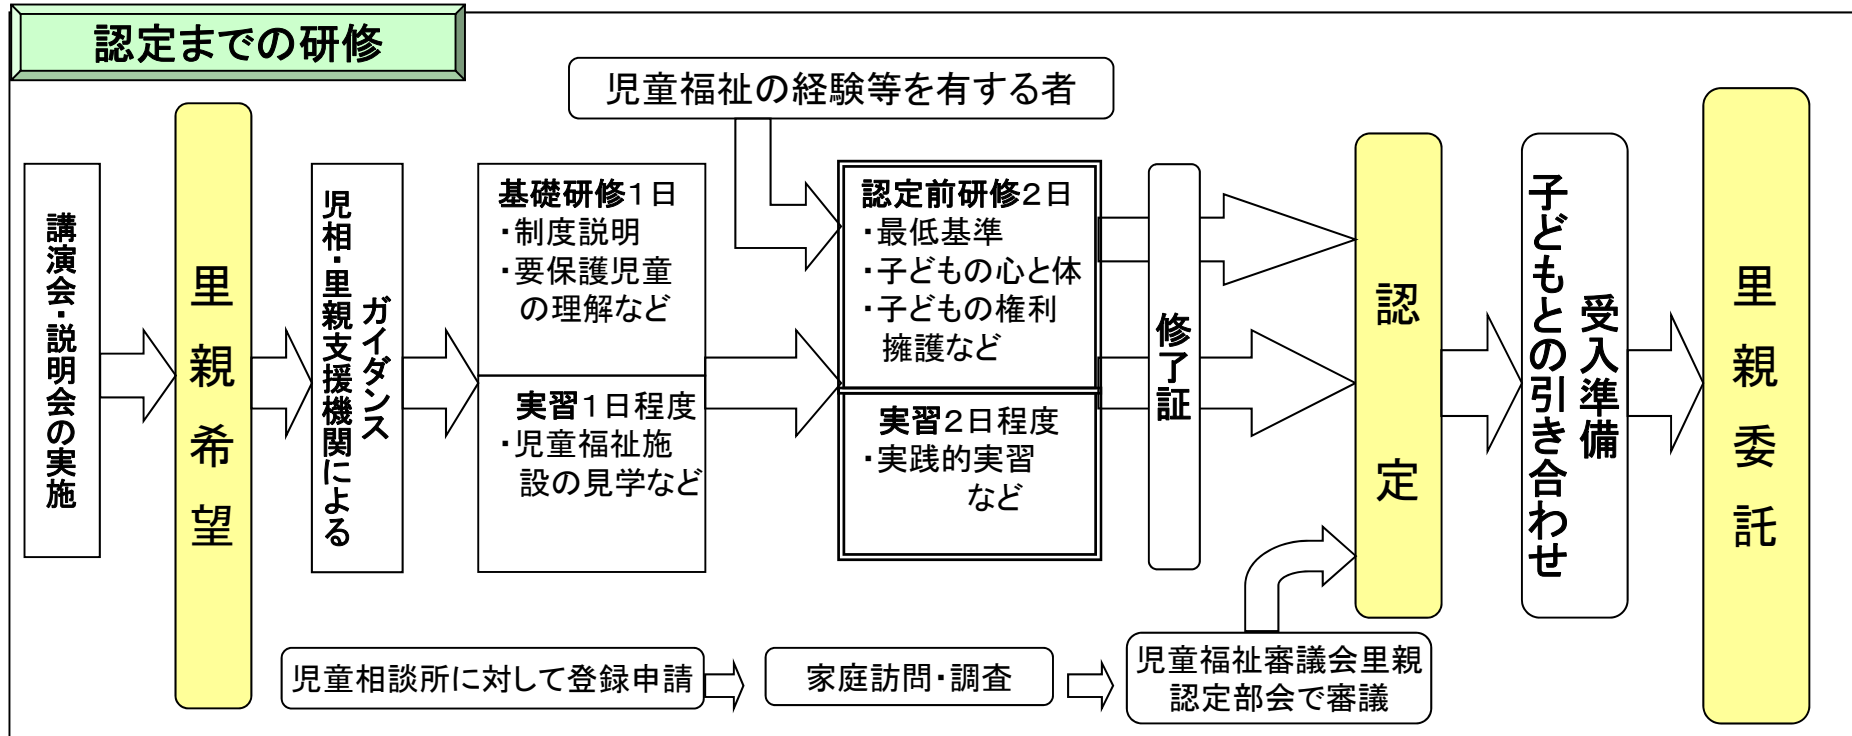 認定までの研修
児童福祉の経験等を有する者
講演会・説明会の実施
里親希望
児相・里親支援機関による
ガイダンス
基礎研修1日
・制度説明
・要保護児童
の理解など
実習1日程度
・児童福祉施
設の見学など
認定前研修2日
・最低基準
・子どもの心と体
・子どもの権利
擁護など
実習2日程度
・実践的実習
など
修了証
認定
受入準備
子どもとの引き合わせ
里親委託
児童相談所に対して登録申請
家庭訪問・調査
児童福祉審議会里親
認定部会で審議